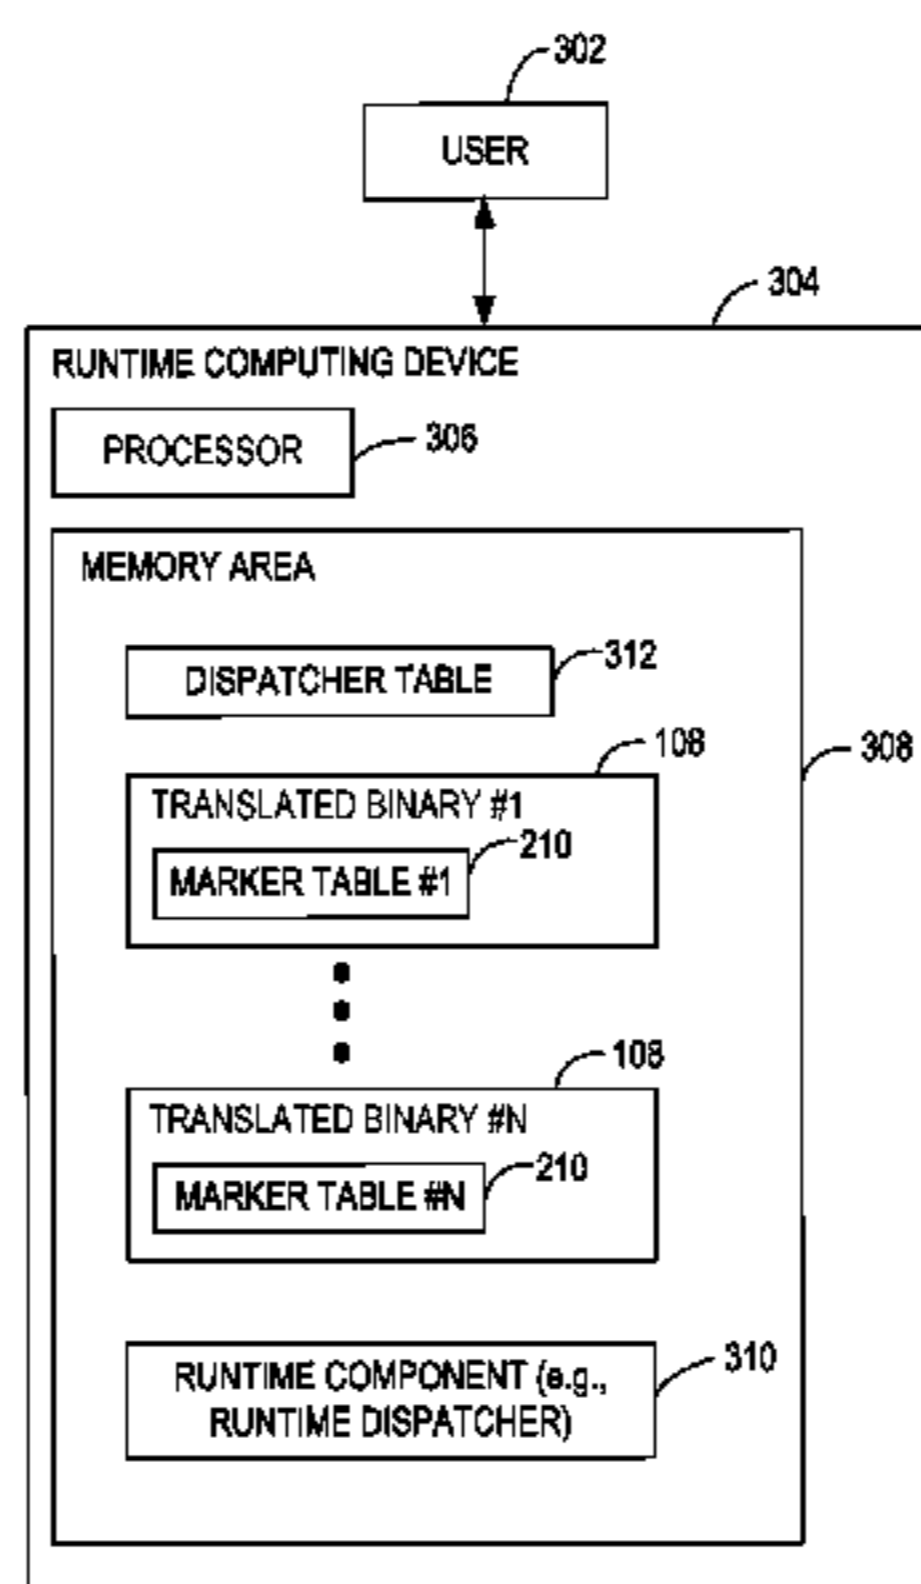 302
USER
304
RUNTIME COMPUTING DEVICE
PROCESSOR
306
MEMORY AREA
312
DISPATCHER TABLE
108
308
TRANSLATED BINARY #1
210
MARKER TABLE #1
108
TRANSLATED BINARY #N
210
MARKER TABLE #N
310
RUNTIME COMPONENT (e.g.,
RUNTIME DISPATCHER)